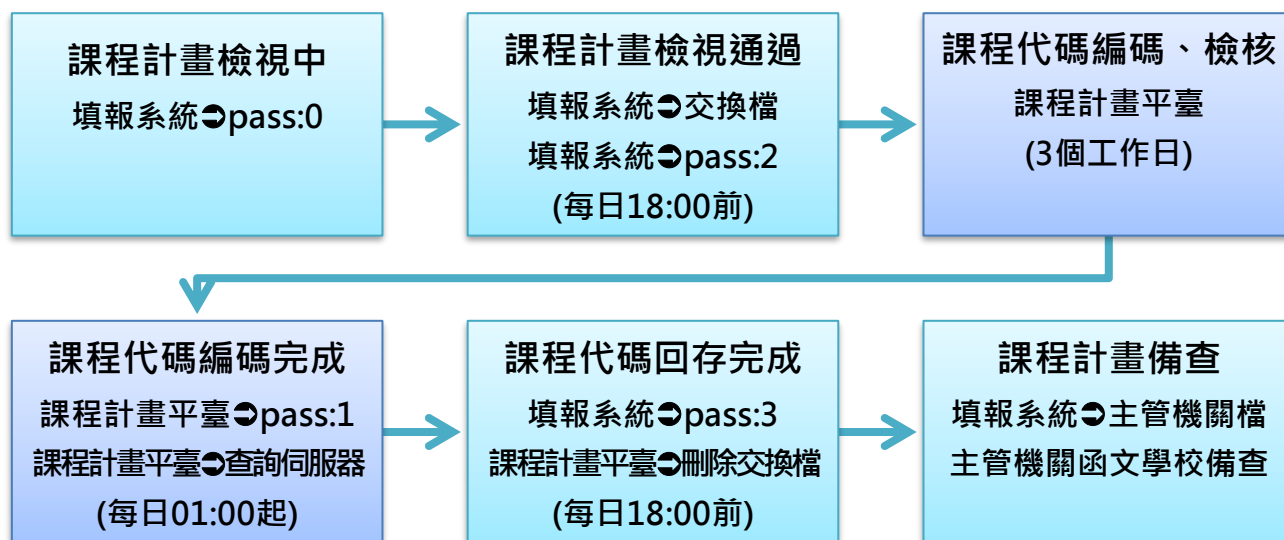 課程計畫檢視中
填報系統➲pass:0
課程計畫檢視通過
填報系統➲交換檔
填報系統➲pass:2
(每日18:00前)
課程代碼編碼、檢核
課程計畫平臺
(3個工作日)
課程代碼編碼完成
課程計畫平臺➲pass:1
課程計畫平臺➲查詢伺服器
(每日01:00起)
課程代碼回存完成
填報系統➲pass:3
課程計畫平臺➲刪除交換檔
(每日18:00前)
課程計畫備查
填報系統➲主管機關檔
主管機關函文學校備查